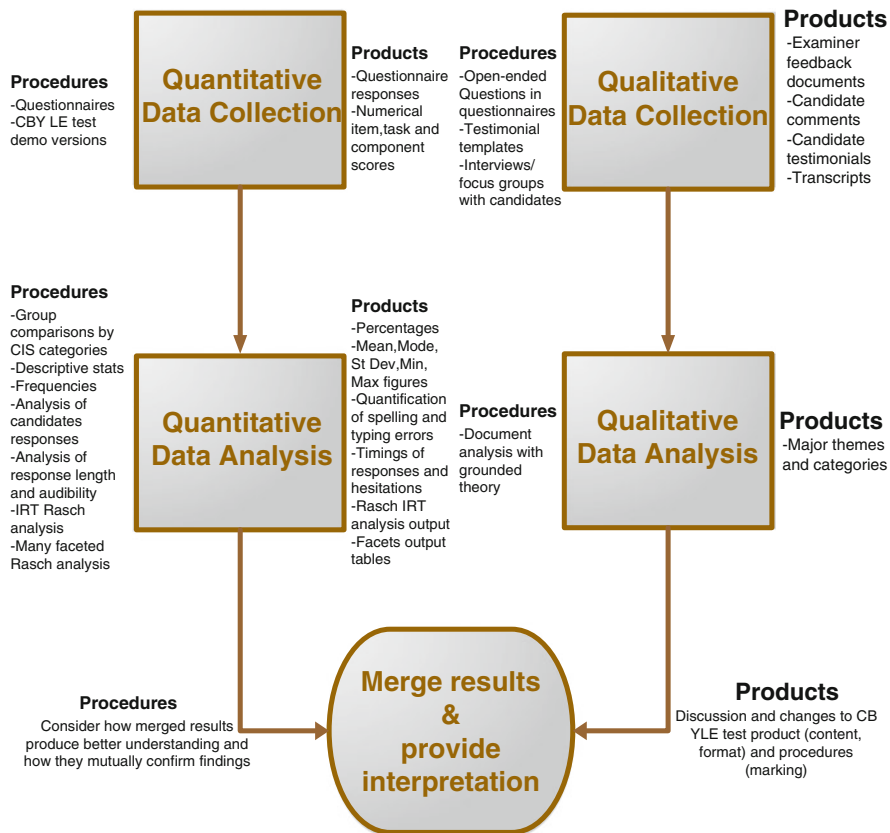 Procedures
-Questionnaires
-CBY LE test
demo versions
Quantitative
Data Collection
Products
-Questionnaire
responses
-Numerical
item,task and
component
scores
Procedures
-Open-ended
Questions in
questionnaires
-Testimonial
templates
-Interviews/
focus groups
with candidates
Qualitative
Data Collection
Products
-Examiner
feedback
documents
-Candidate
comments
-Candidate
testimonials
-Transcripts
Procedures
-Group
comparisons by
CIS categories
-Descriptive stats
-Frequencies
-Analysis of
candidates
responses
-Analysis of
response length
and audibility
-IRT Rasch
analysis
-Many faceted
Rasch analysis
Quantitative
Data Analysis
Products
-Percentages
-Mean,Mode,
St Dev,Min,
Max figures
-Quantification
of spelling and
typing errors
-Timings of
responses and
hesitations
-Rasch IRT
analysis output
-Facets output
tables
Procedures
-Document
analysis with
grounded
theory
Qualitative
Data Analysis
Products
-Major themes
and categories
Procedures
Consider how merged results
produce better understanding and
how they mutually confirm findings
Merge results
&
provide
interpretation
Products
Discussion and changes to CB
YLE test product (content,
format) and procedures
(marking)